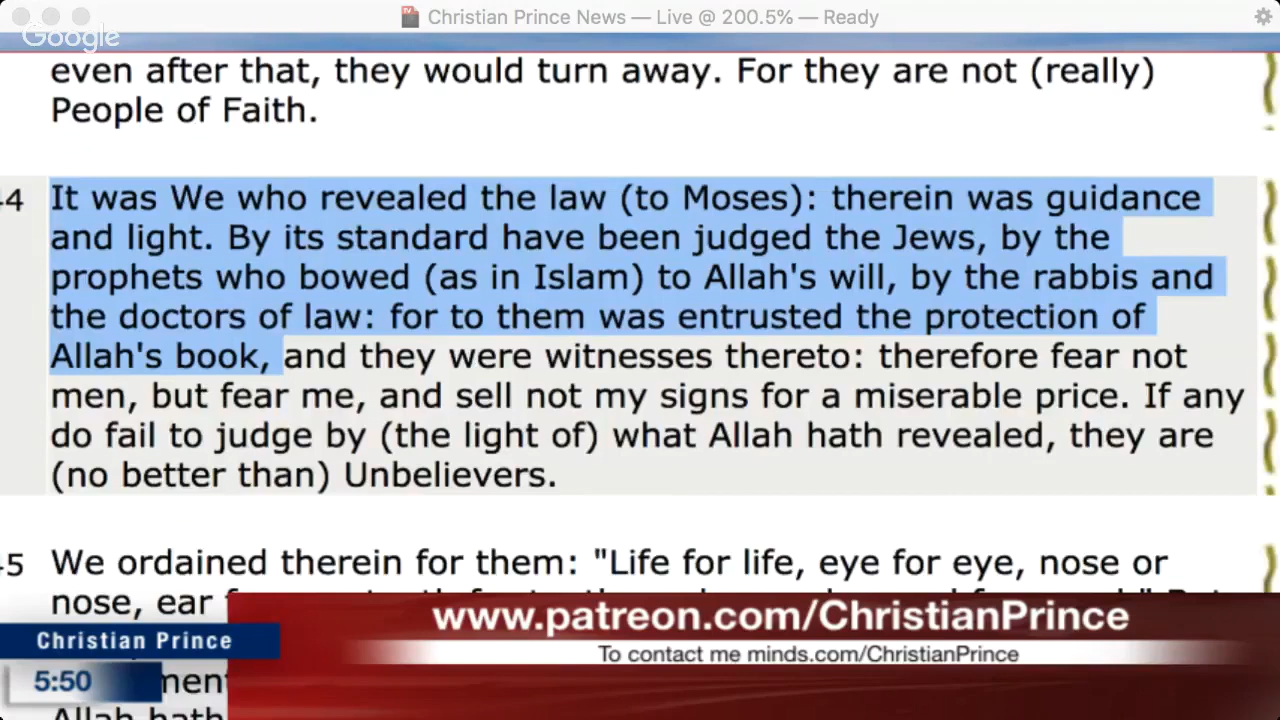 Christian Prince News — Live @ 200.5% — Ready
Google
even after that, they would turn away. For they are not (really)
People of Faith.
44 It was We who revealed the law (to Moses): therein was guidance
and light. By its standard have been judged the Jews, by the
prophets who bowed (as in Islam) to Allah's will, by the rabbis and
the doctors of law: for to them was entrusted the protection of
Allah's book, and they were witnesses thereto: therefore fear not
men, but fear me, and sell not my signs for a miserable price. If any
do fail to judge by (the light of) what Allah hath revealed, they are
(no better than) Unbelievers.
45 We ordained therein for them: "Life for life, eye for eye, nose or
nose, ear
www.patreon.com/ChristianPrince
Christian Prince
To contact me minds.com/ChristianPrince
5:50
Allah hath